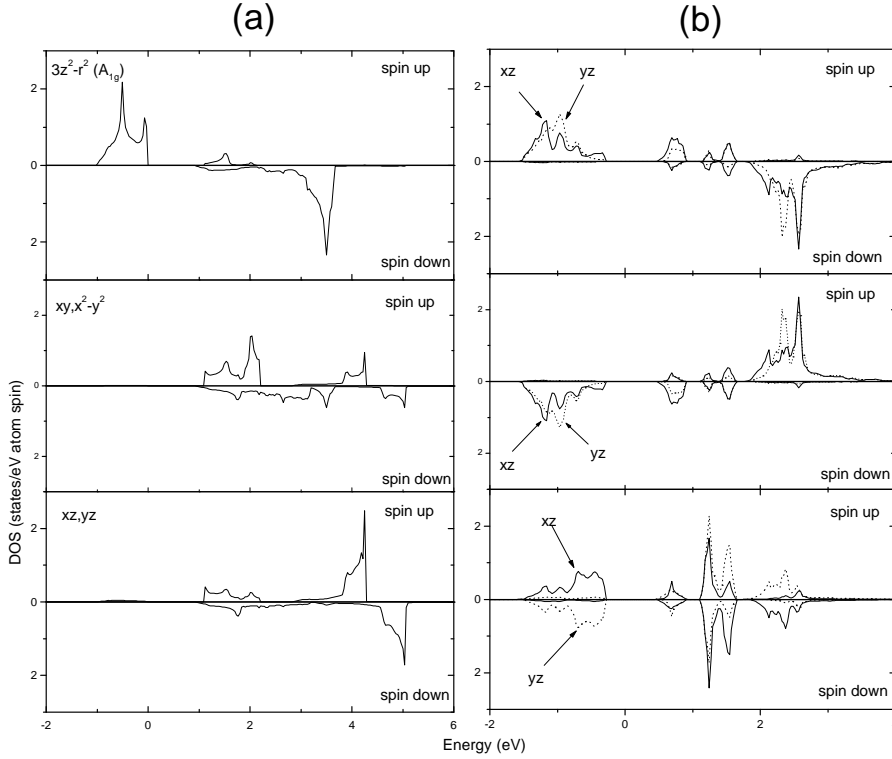 (a)
(b)
3z²-r² (A₁g)
spin up
2
0
2
spin down
xy,x²-y²
spin up
2
0
2
spin down
xz,yz
spin up
2
0
2
spin down
-2
0
2
4
6
DOS (states/eV atom spin)
xz
yz
spin up
2
0
2
spin down
spin up
2
0
2
xz
yz
spin down
xz
spin up
2
0
2
yz
spin down
-2
0
2
Energy (eV)